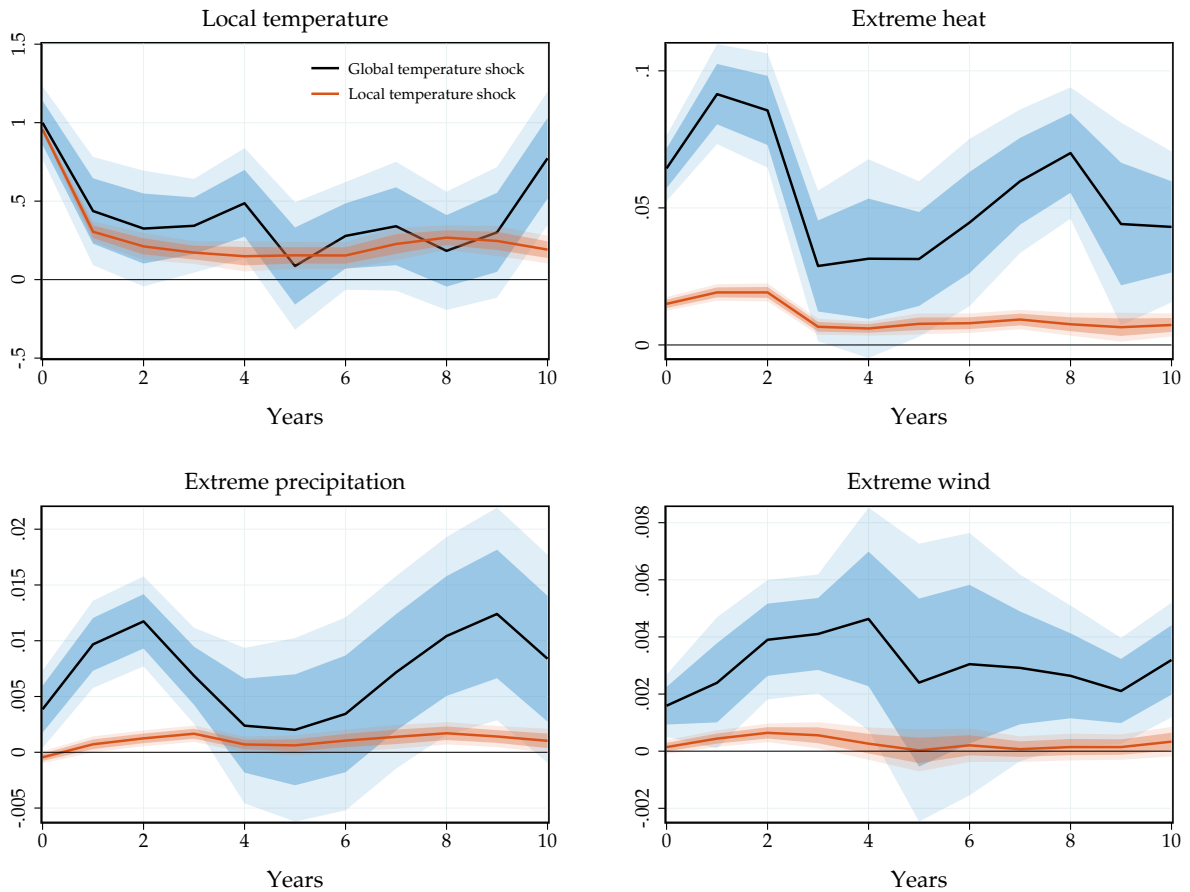 Local temperature
1.5
1
.5
0
-.5
Global temperature shock
Local temperature shock
0 2 4 6 8 10
Years
Extreme heat
.1
.05
0
0 2 4 6 8 10
Years
Extreme precipitation
.02
.015
.01
.005
0
-.005
0 2 4 6 8 10
Years
Extreme wind
.008
.006
.004
.002
0
-.002
0 2 4 6 8 10
Years